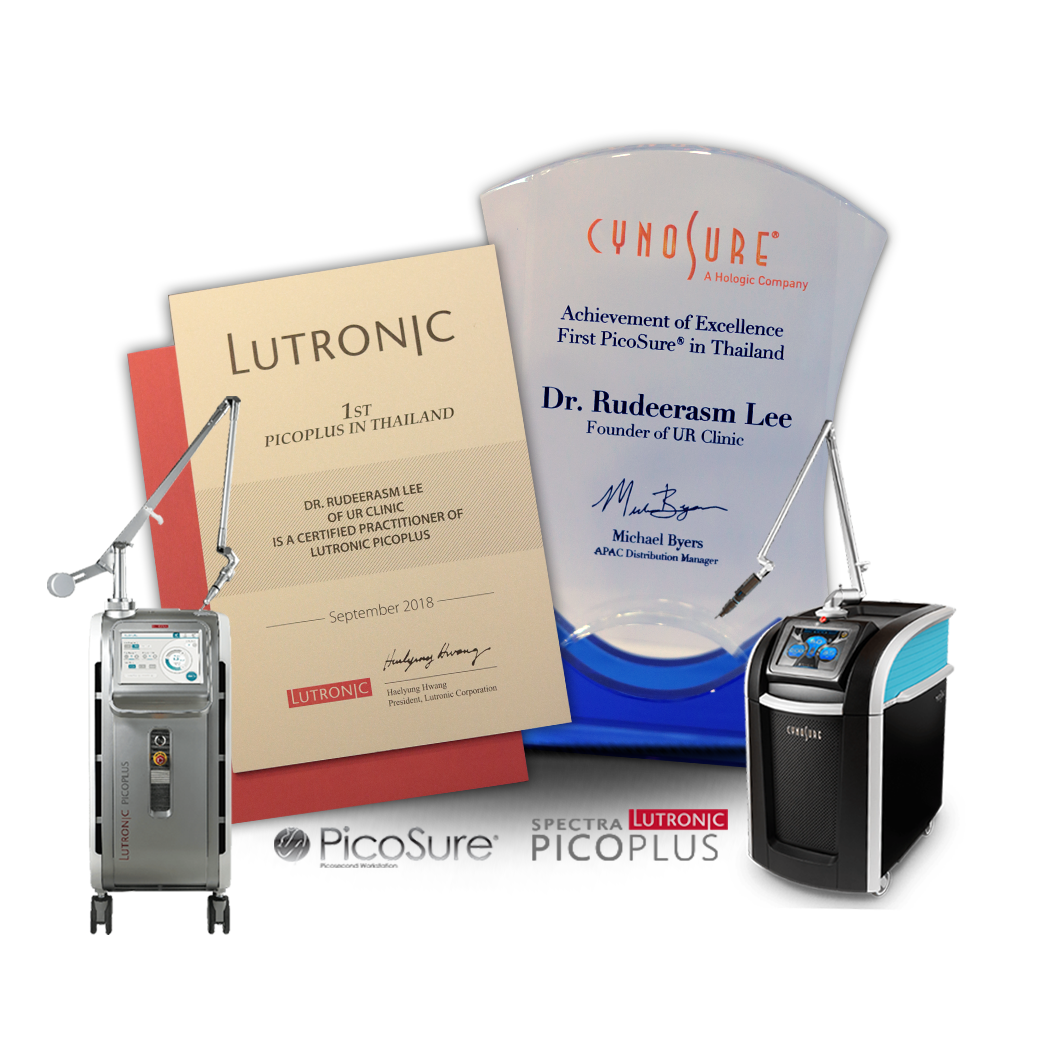 LUTRONIC
1ST
PICOPLUS IN THAILAND
DR. RUDEERASM LEE
OF UR CLINIC
IS A CERTIFIED PRACTITIONER OF
LUTRONIC PICOPLUS
September 2018
LUTRONIC
Haelyung Hwang
President, Lutronic Corporation
CYNOSURE®
A Hologic Company
Achievement of Excellence
First PicoSure® in Thailand
Dr. Rudeerasm Lee
Founder of UR Clinic
Michael Byers
APAC Distribution Manager
LUTRONIC PICOPLUS
CYNOSURE
PicoSure®
Picosecond Workstation
SPECTRA LUTRONIC
PICOPLUS